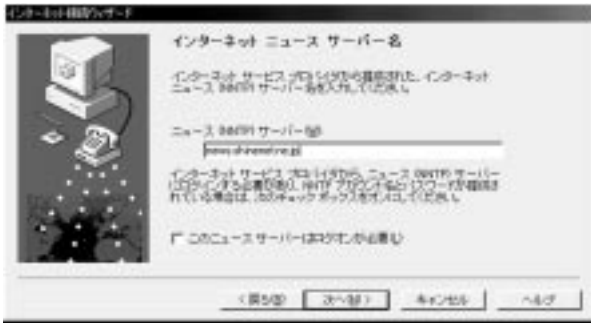 インターネット接続ウィザード
インターネット ニュース サーバー名
インターネット サービス プロバイダから提供された、インターネット
ニュース (NNTP) サーバー名を入力してください。
ニュース (NNTP) サーバー(N)
インターネット サービス プロバイダから、ニュース (NNTP) サーバー
にログオンする必要があり、NNTP アカウント名とパスワードが提供さ
れている場合は、次のチェック ボックスをオンにしてください。
このニュース サーバーはログオンが必要(L)
< 戻る(B)
次へ(N) >
キャンセル
ヘルプ